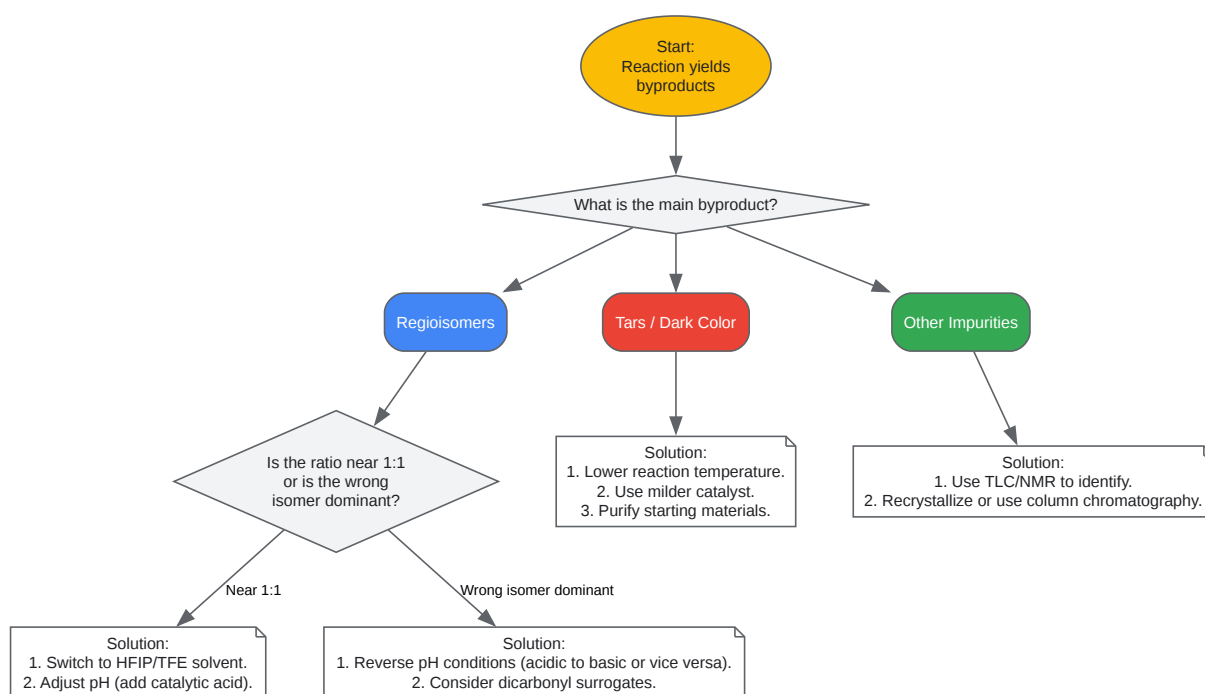 Start:
Reaction yields
byproducts
What is the main byproduct?
Regioisomers
Tars / Dark Color
Other Impurities
Is the ratio near 1:1
or is the wrong
isomer dominant?
Solution:
1. Lower reaction temperature.
2. Use milder catalyst.
3. Purify starting materials.
Solution:
1. Use TLC/NMR to identify.
2. Recrystallize or use column chromatography.
Near 1:1
Wrong isomer dominant
Solution:
1. Switch to HFIP/TFE solvent.
2. Adjust pH (add catalytic acid).
Solution:
1. Reverse pH conditions (acidic to basic or vice versa).
2. Consider dicarbonyl surrogates.